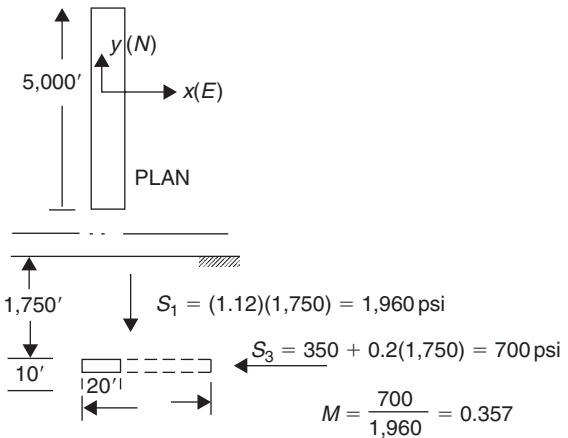 y(N)
5,000′
x(E)
PLAN
1,750′
S1 = (1.12)(1,750) = 1,960 psi
S3 = 350 + 0.2(1,750) = 700 psi
10′
20′
M = 700 / 1,960 = 0.357